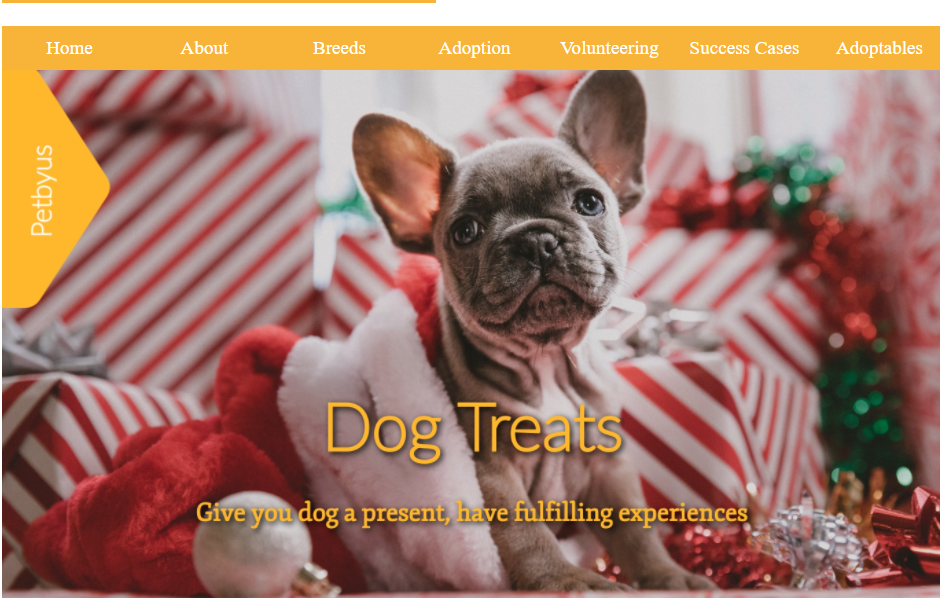 Home About Breeds Adoption Volunteering Success Cases Adoptables
Petbyus
Dog Treats
Give you dog a present, have fulfilling experiences